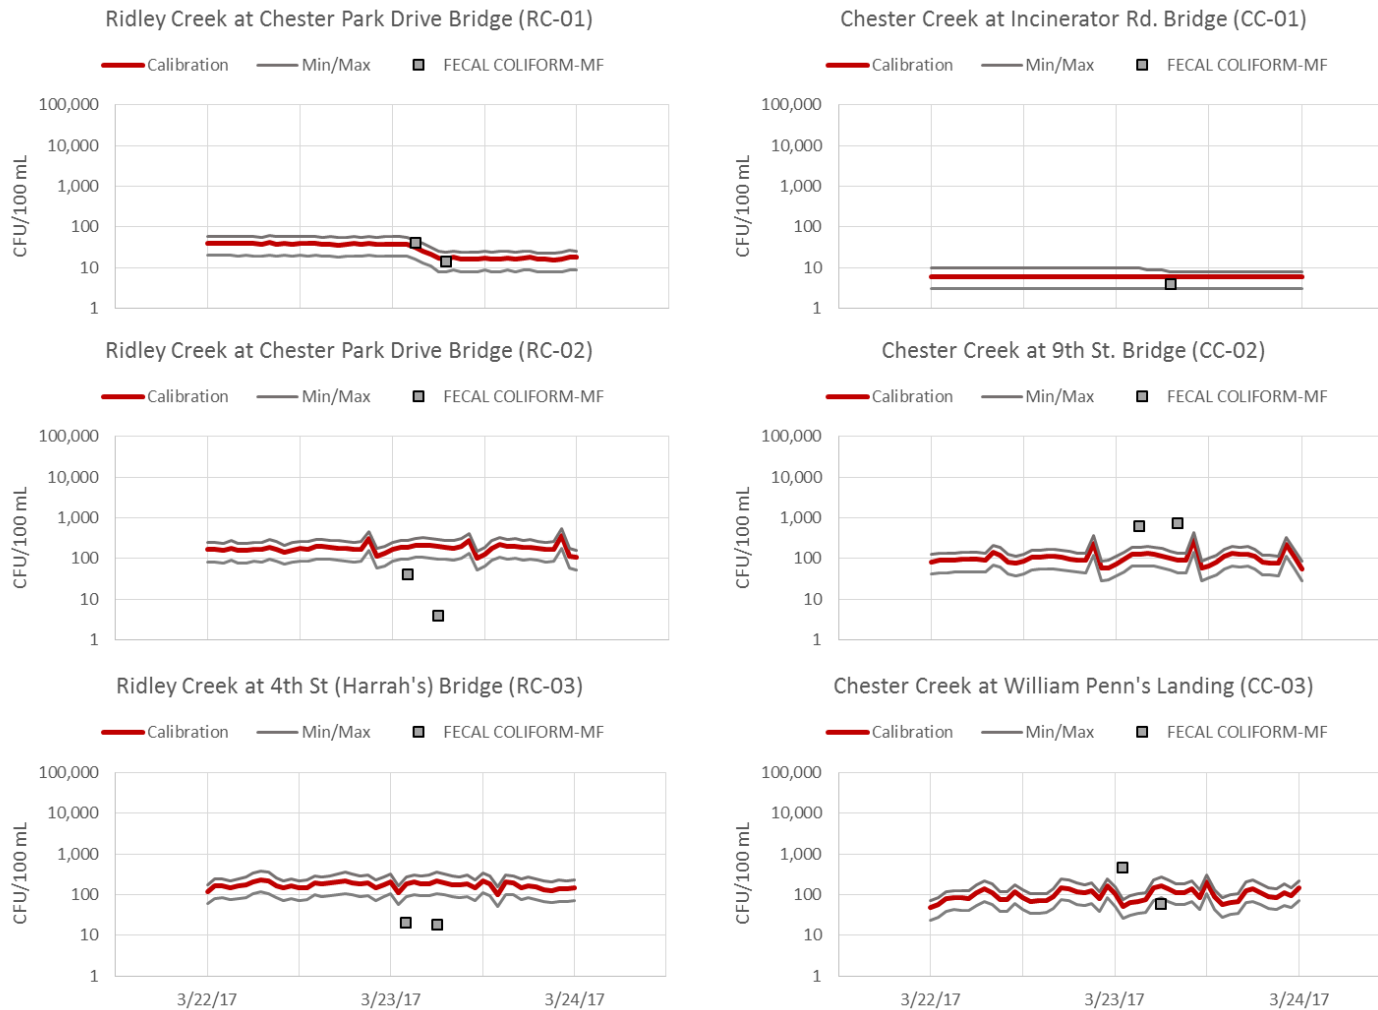 Ridley Creek at Chester Park Drive Bridge (RC-01)
Calibration Min/Max FECAL COLIFORM-MF
CFU/100 mL
100,000
10,000
1,000
100
10
1
Chester Creek at Incinerator Rd. Bridge (CC-01)
Calibration Min/Max FECAL COLIFORM-MF
CFU/100 mL
100,000
10,000
1,000
100
10
1
Ridley Creek at Chester Park Drive Bridge (RC-02)
Calibration Min/Max FECAL COLIFORM-MF
CFU/100 mL
100,000
10,000
1,000
100
10
1
Chester Creek at 9th St. Bridge (CC-02)
Calibration Min/Max FECAL COLIFORM-MF
CFU/100 mL
100,000
10,000
1,000
100
10
1
Ridley Creek at 4th St (Harrah's) Bridge (RC-03)
Calibration Min/Max FECAL COLIFORM-MF
CFU/100 mL
100,000
10,000
1,000
100
10
1
3/22/17 3/23/17 3/24/17
Chester Creek at William Penn's Landing (CC-03)
Calibration Min/Max FECAL COLIFORM-MF
CFU/100 mL
100,000
10,000
1,000
100
10
1
3/22/17 3/23/17 3/24/17